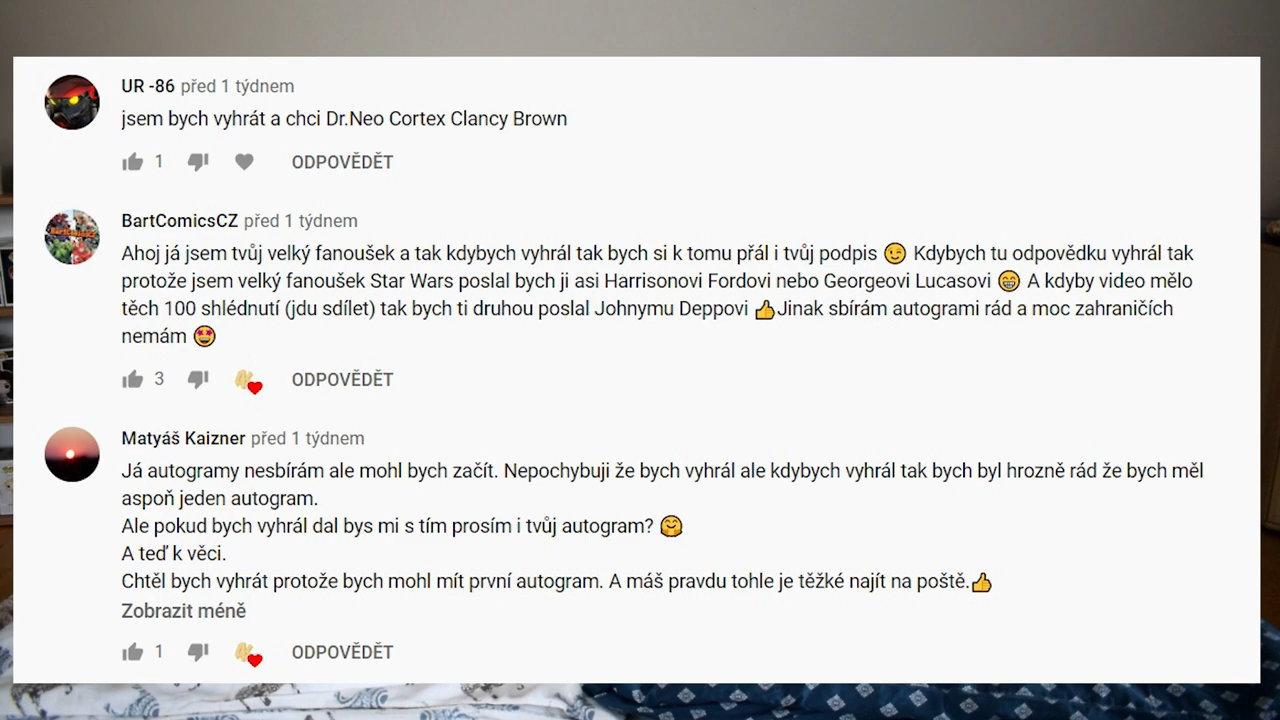 UR -86 před 1 týdnem
jsem bych vyhrát a chci Dr.Neo Cortex Clancy Brown
1 ODPOVĚDĚT
BartComicsCZ před 1 týdnem
Ahoj já jsem tvůj velký fanoušek a tak kdybych vyhrál tak bych si k tomu přál i tvůj podpis 😉 Kdybych tu odpovědku vyhrál tak
protože jsem velký fanoušek Star Wars poslal bych ji asi Harrisonovi Fordovi nebo Georgeovi Lucasovi 😁 A kdyby video mělo
těch 100 shlédnutí (jdu sdílet) tak bych ti druhou poslal Johnymu Deppovi 👍Jinak sbírám autogrami rád a moc zahraničích
nemám 🤩
3 ODPOVĚDĚT
Matyáš Kaizner před 1 týdnem
Já autogramy nesbírám ale mohl bych začít. Nepochybuji že bych vyhrál ale kdybych vyhrál tak bych byl hrozně rád že bych měl
aspoň jeden autogram.
Ale pokud bych vyhrál dal bys mi s tím prosím i tvůj autogram? 🤗
A teď k věci.
Chtěl bych vyhrát protože bych mohl mít první autogram. A máš pravdu tohle je těžké najít na poště.👍
Zobrazit méně
1 ODPOVĚDĚT